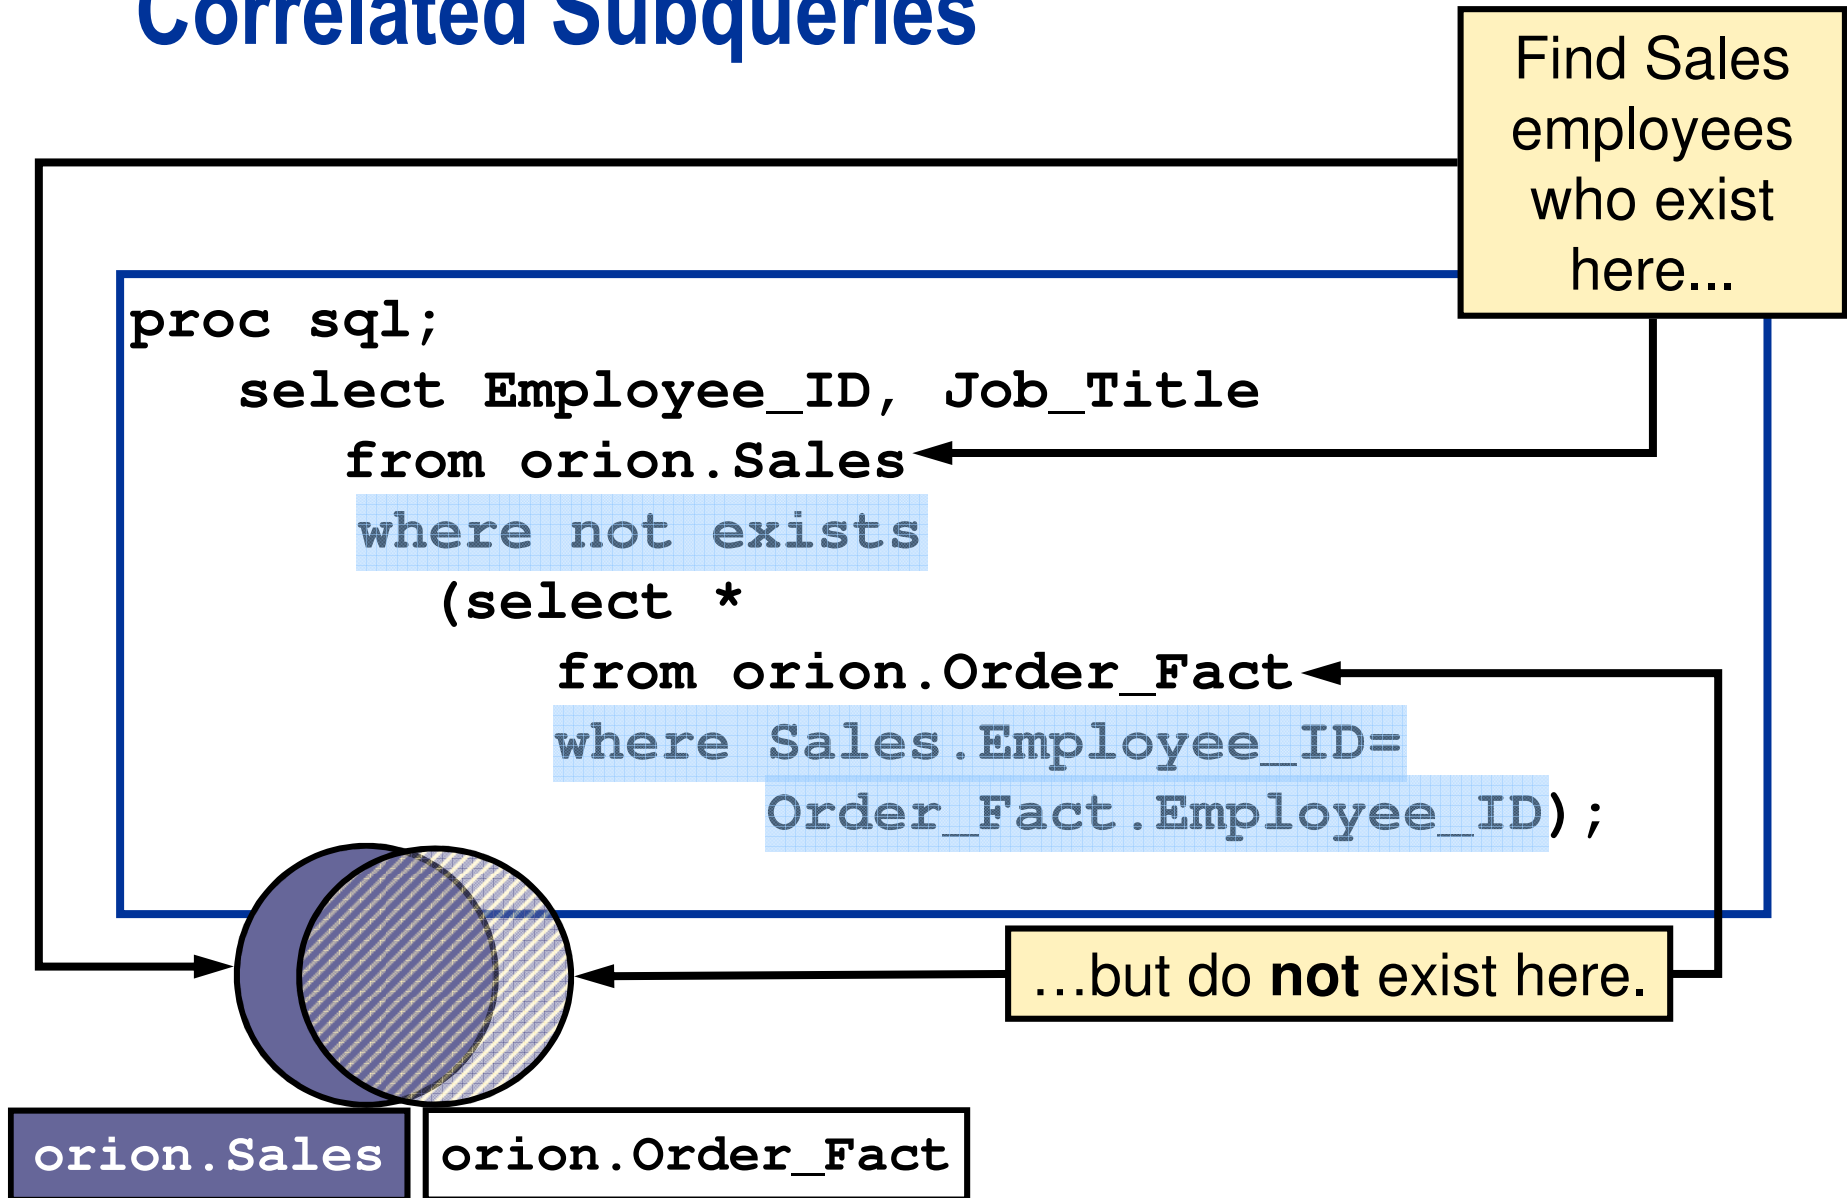 Correlated Subqueries
Find Sales
employees
who exist
here...
proc sql;
select Employee_ID, Job_Title
from orion.Sales
where not exists
(select *
from orion.Order_Fact
where Sales.Employee_ID=
Order_Fact.Employee_ID);
…but do not exist here.
orion.Sales
orion.Order_Fact